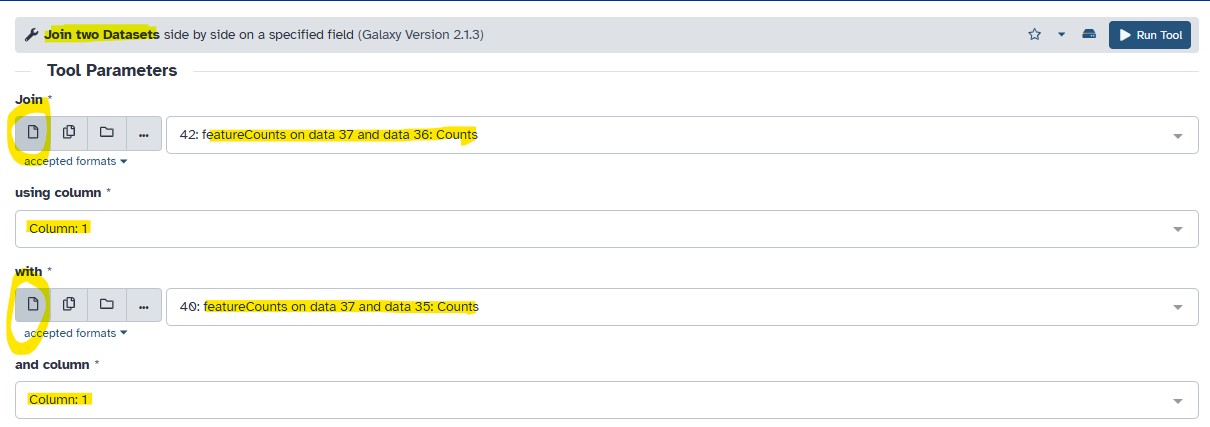 Join two Datasets side by side on a specified field (Galaxy Version 2.1.3)
Run Tool
Tool Parameters
Join *
42: featureCounts on data 37 and data 36: Counts
accepted formats
using column *
Column: 1
with *
40: featureCounts on data 37 and data 35: Counts
accepted formats
and column *
Column: 1